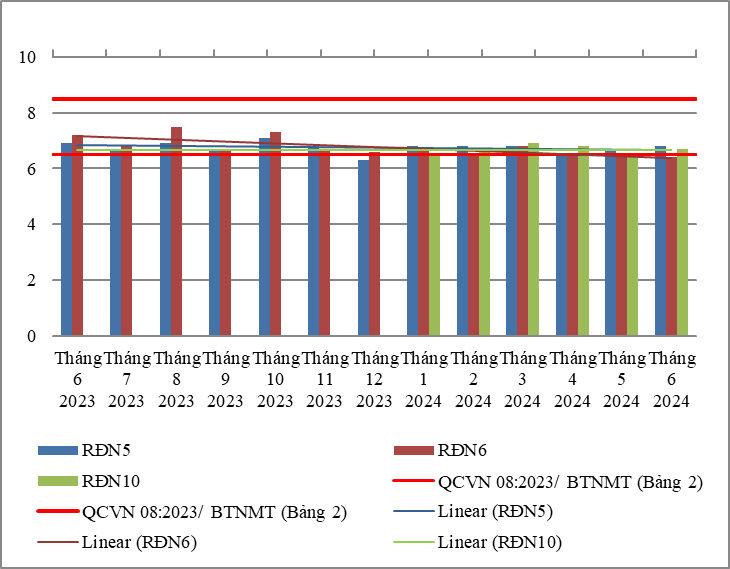 10
8
6
4
2
0
Tháng Tháng Tháng Tháng Tháng Tháng Tháng Tháng Tháng Tháng Tháng Tháng Tháng
6 7 8 9 10 11 12 1 2 3 4 5 6
2023 2023 2023 2023 2023 2023 2023 2024 2024 2024 2024 2024 2024
RĐN5 RĐN6
RĐN10 QCVN 08:2023/ BTNMT (Bảng 2)
QCVN 08:2023/ BTNMT (Bảng 2) Linear (RĐN5)
Linear (RĐN6) Linear (RĐN10)